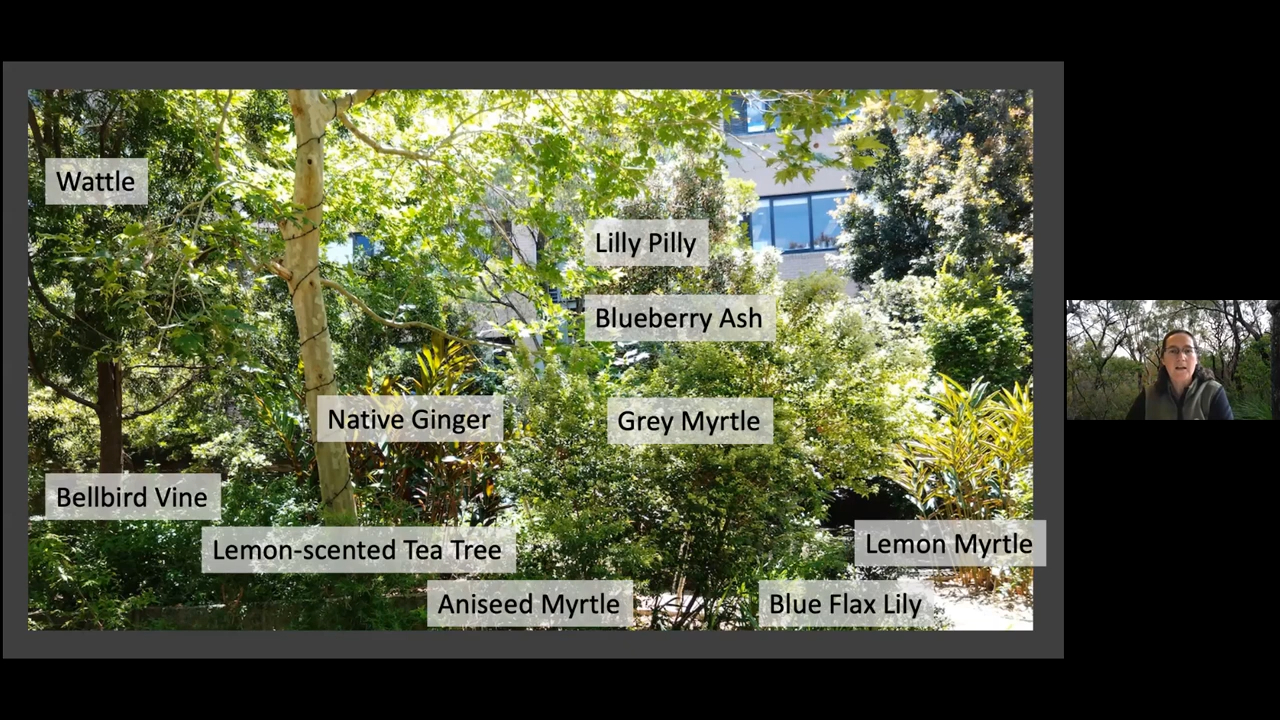 Wattle
Lilly Pilly
Blueberry Ash
Native Ginger
Grey Myrtle
Bellbird Vine
Lemon-scented Tea Tree
Lemon Myrtle
Aniseed Myrtle
Blue Flax Lily